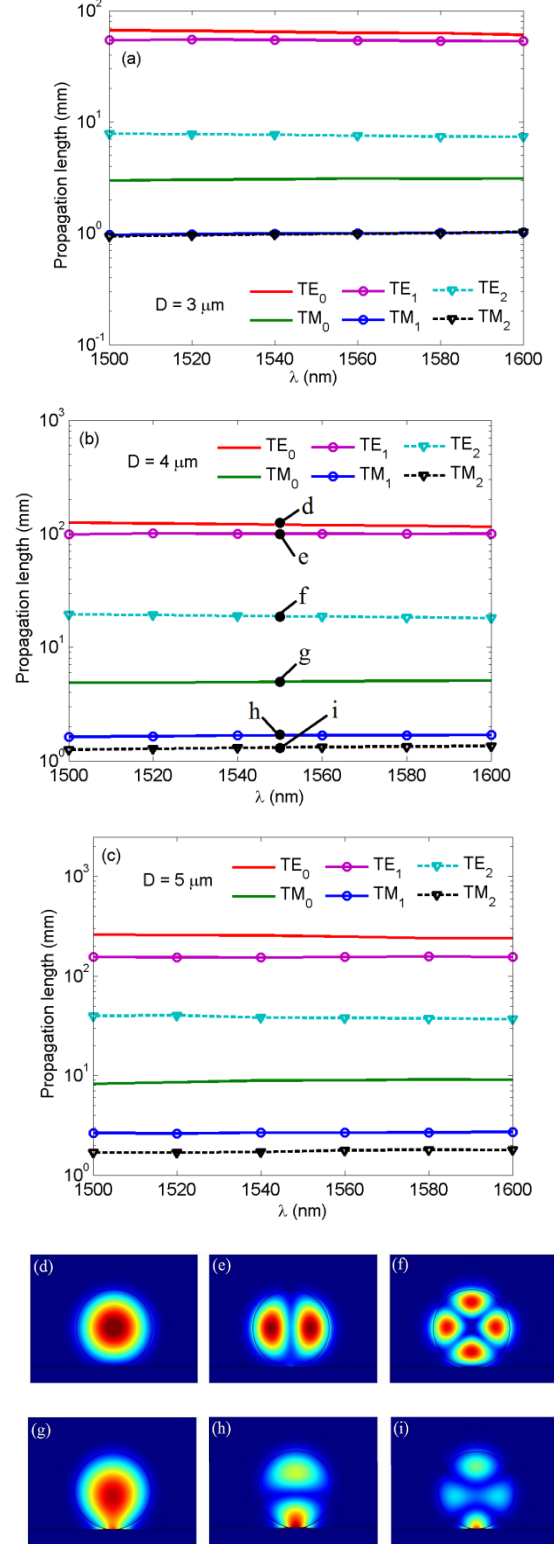 10²
(a)
10¹
10⁰
10⁻¹
Propagation length (mm)
D = 3 μm
TE₀ TE₁ TE₂
TM₀ TM₁ TM₂
1500 1520 1540 1560 1580 1600
λ (nm)
10³
(b)
10²
10¹
10⁰
Propagation length (mm)
D = 4 μm
TE₀ TE₁ TE₂
TM₀ TM₁ TM₂
d
e
f
g
h i
1500 1520 1540 1560 1580 1600
λ (nm)
(c)
10³
10²
10¹
10⁰
Propagation length (mm)
D = 5 μm
TE₀ TE₁ TE₂
TM₀ TM₁ TM₂
1500 1520 1540 1560 1580 1600
λ (nm)
(d) (e) (f)
(g) (h) (i)